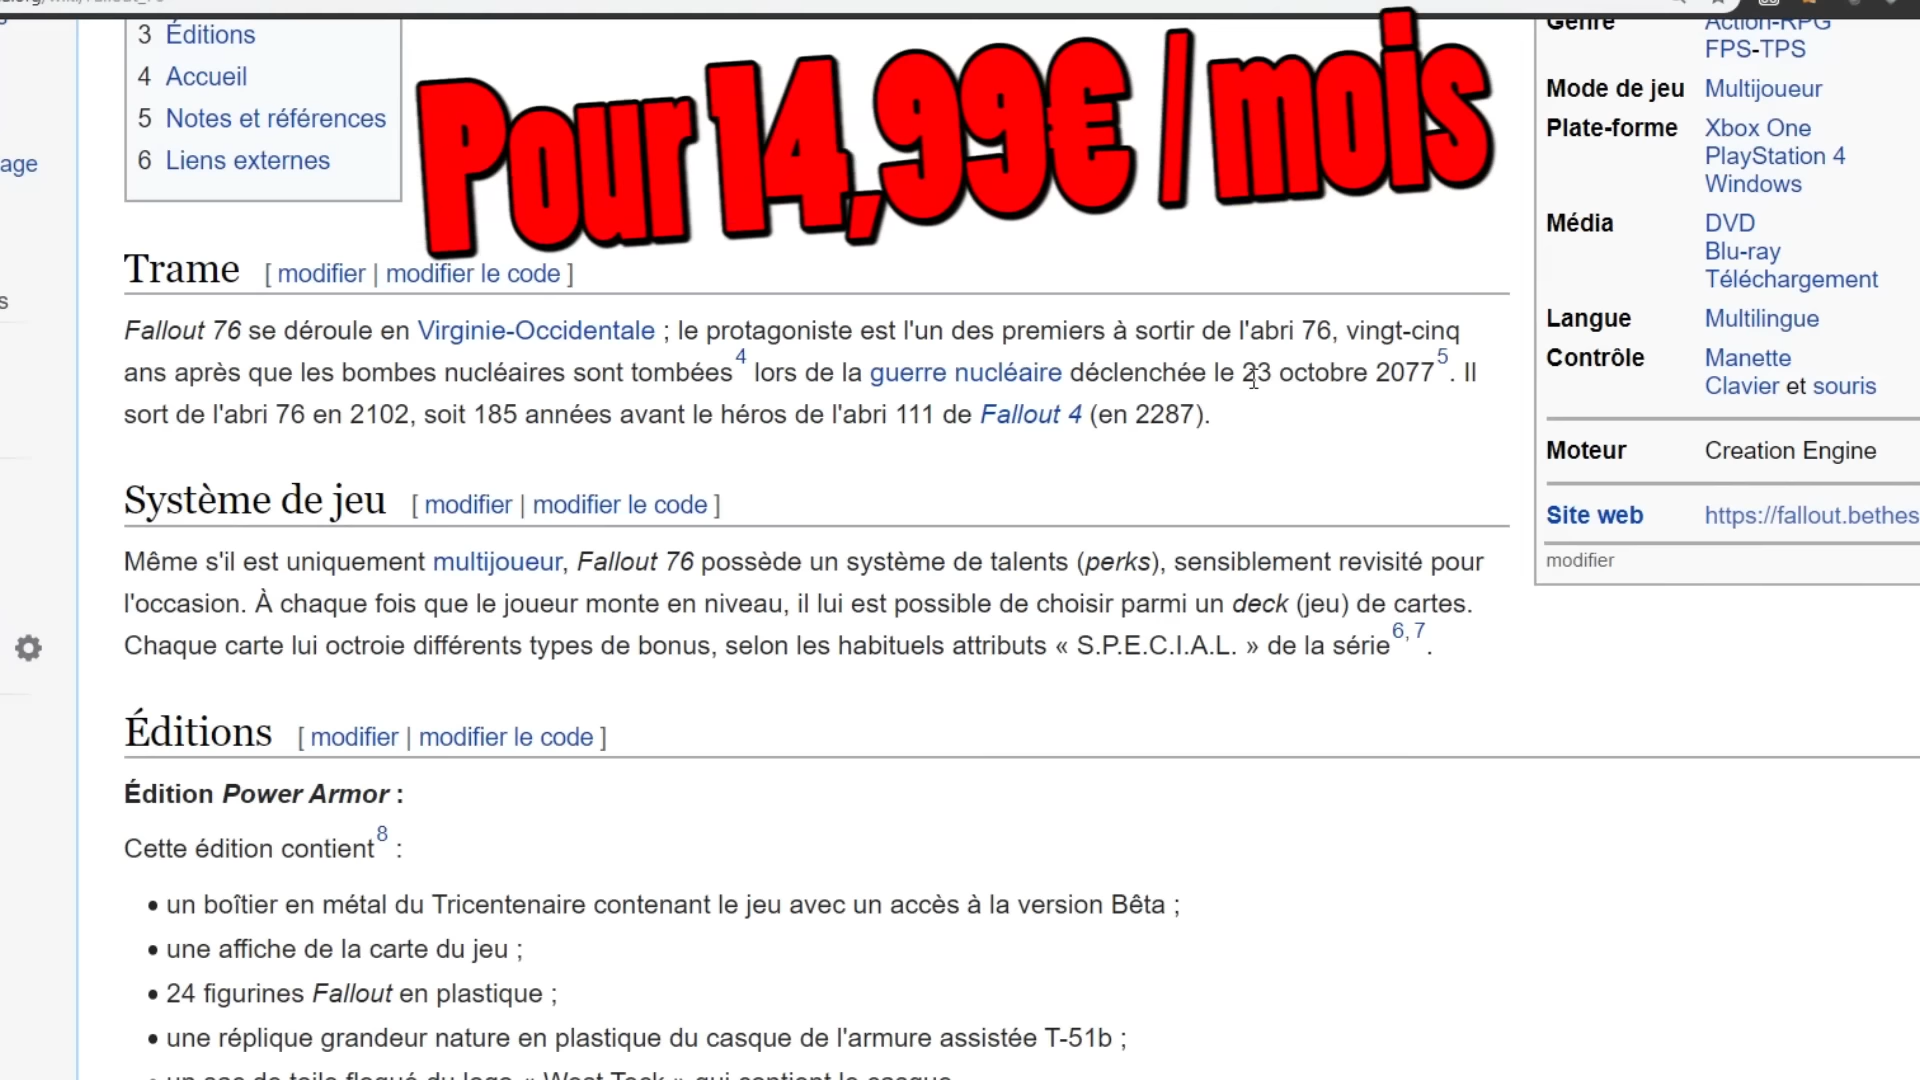 3 Éditions
4 Accueil
5 Notes et références
6 Liens externes
age
s
Pour 14,99€ / mois
Trame [ modifier | modifier le code ]
Fallout 76 se déroule en Virginie-Occidentale ; le protagoniste est l'un des premiers à sortir de l'abri 76, vingt-cinq
ans après que les bombes nucléaires sont tombées4 lors de la guerre nucléaire déclenchée le 23 octobre 20775. Il
sort de l'abri 76 en 2102, soit 185 années avant le héros de l'abri 111 de Fallout 4 (en 2287).
Système de jeu [ modifier | modifier le code ]
Même s'il est uniquement multijoueur, Fallout 76 possède un système de talents (perks), sensiblement revisité pour
l'occasion. À chaque fois que le joueur monte en niveau, il lui est possible de choisir parmi un deck (jeu) de cartes.
Chaque carte lui octroie différents types de bonus, selon les habituels attributs « S.P.E.C.I.A.L. » de la série6, 7.
Éditions [ modifier | modifier le code ]
Édition Power Armor :
Cette édition contient8 :
• un boîtier en métal du Tricentenaire contenant le jeu avec un accès à la version Bêta ;
• une affiche de la carte du jeu ;
• 24 figurines Fallout en plastique ;
• une réplique grandeur nature en plastique du casque de l'armure assistée T-51b ;
Genre Action-RPG
FPS-TPS
Mode de jeu Multijoueur
Plate-forme Xbox One
PlayStation 4
Windows
Média DVD
Blu-ray
Téléchargement
Langue Multilingue
Contrôle Manette
Clavier et souris
Moteur Creation Engine
Site web https://fallout.bethes
modifier